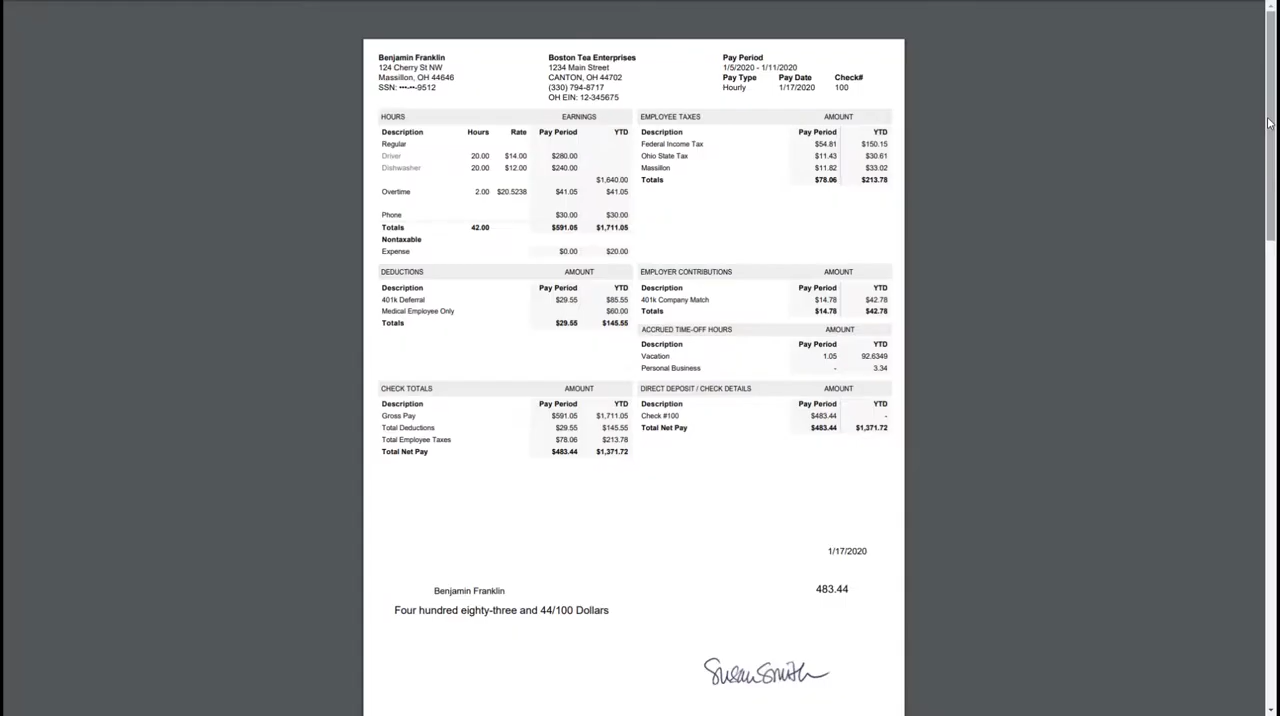 Benjamin Franklin
124 Cherry St NW
Massillon, OH 44646
SSN: •••-••-9512
Boston Tea Enterprises
1234 Main Street
CANTON, OH 44702
(330) 794-8717
OH EIN: 12-345675
Pay Period
1/5/2020 - 1/11/2020
Pay Type Pay Date Check#
Hourly 1/17/2020 100
HOURS EARNINGS
Description Hours Rate Pay Period YTD
Regular
Driver 20.00 $14.00 $280.00
Dishwasher 20.00 $12.00 $240.00
$1,640.00
Overtime 2.00 $20.5238 $41.05 $41.05
Phone $30.00 $30.00
Totals 42.00 $591.05 $1,711.05
Nontaxable
Expense $0.00 $20.00
EMPLOYEE TAXES AMOUNT
Description Pay Period YTD
Federal Income Tax $54.81 $150.15
Ohio State Tax $11.43 $30.61
Massillon $11.82 $33.02
Totals $78.06 $213.78
DEDUCTIONS AMOUNT
Description Pay Period YTD
401k Deferral $29.55 $85.55
Medical Employee Only $60.00
Totals $29.55 $145.55
EMPLOYER CONTRIBUTIONS AMOUNT
Description Pay Period YTD
401k Company Match $14.78 $42.78
Totals $14.78 $42.78
ACCRUED TIME-OFF HOURS AMOUNT
Description Pay Period YTD
Vacation 1.05 92.6349
Personal Business - 3.34
CHECK TOTALS AMOUNT
Description Pay Period YTD
Gross Pay $591.05 $1,711.05
Total Deductions $29.55 $145.55
Total Employee Taxes $78.06 $213.78
Total Net Pay $483.44 $1,371.72
DIRECT DEPOSIT / CHECK DETAILS AMOUNT
Description Pay Period YTD
Check #100 $483.44 -
Total Net Pay $483.44 $1,371.72
1/17/2020
Benjamin Franklin 483.44
Four hundred eighty-three and 44/100 Dollars
Susan Smith